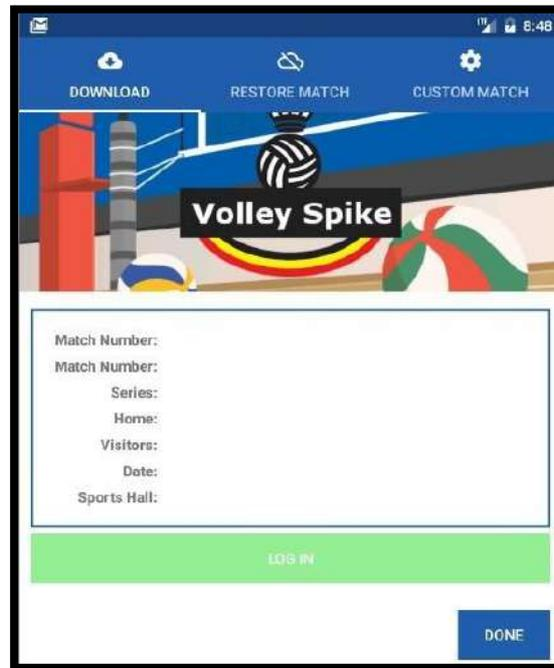 8:48
DOWNLOAD
RESTORE MATCH
CUSTOM MATCH
Volley Spike
Match Number:
Match Number:
Series:
Home:
Visitors:
Date:
Sports Hall:
LOG IN
DONE